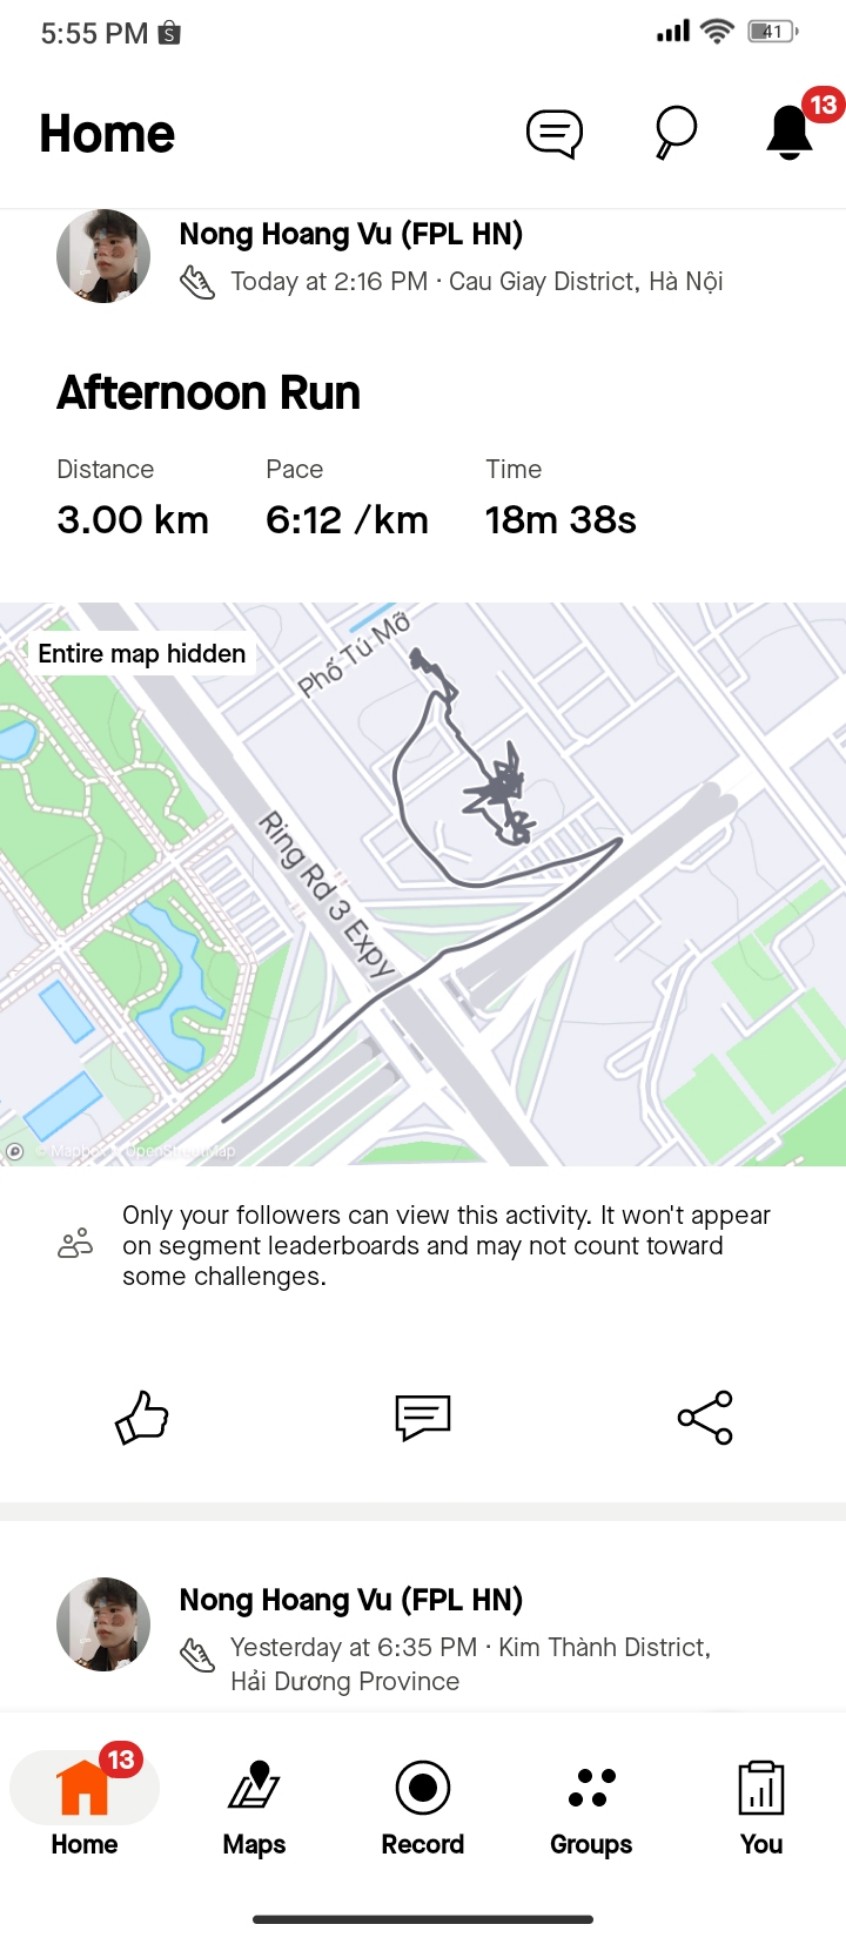 5:55 PM
41
Home
13
Nong Hoang Vu (FPL HN)
Today at 2:16 PM · Cau Giay District, Hà Nội
Afternoon Run
Distance Pace Time
3.00 km 6:12 /km 18m 38s
Entire map hidden
Phố Tú Mỡ
Ring Rd 3 Expy
© Mapbox © OpenStreetMap
Only your followers can view this activity. It won't appear
on segment leaderboards and may not count toward
some challenges.
Nong Hoang Vu (FPL HN)
Yesterday at 6:35 PM · Kim Thành District,
Hải Dương Province
13
Home Maps Record Groups You